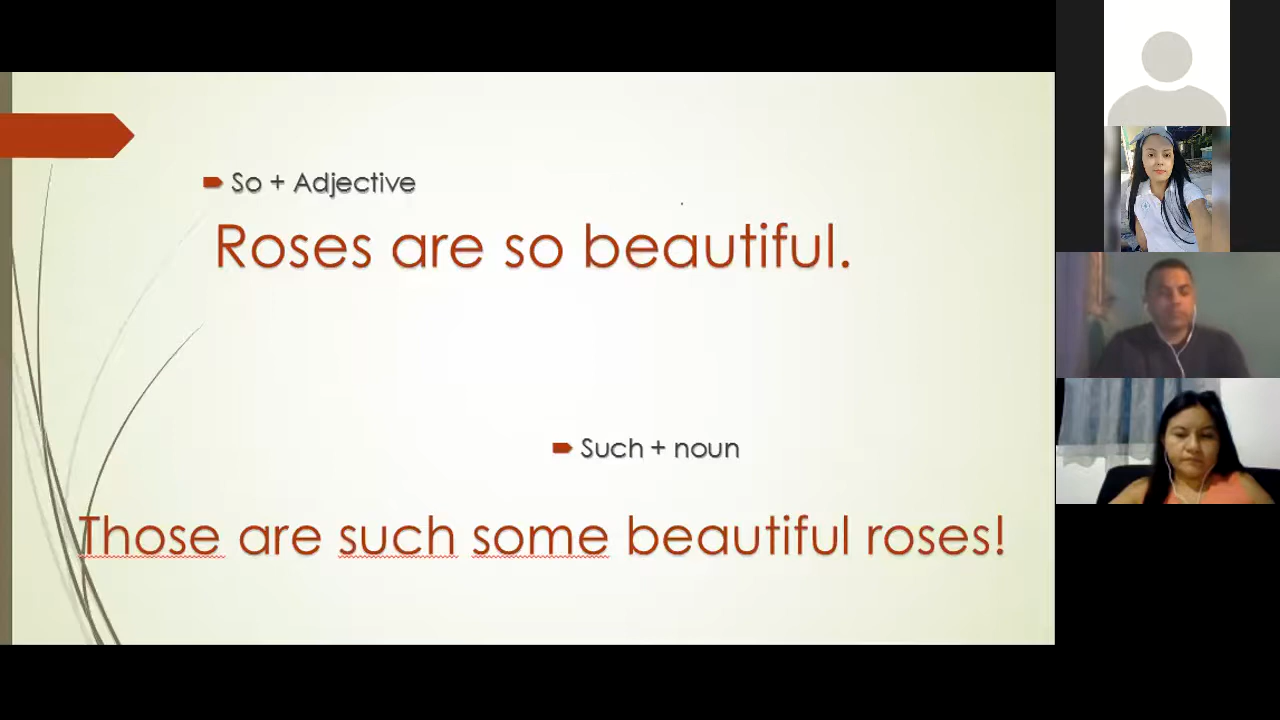 So + Adjective
Roses are so beautiful.
Such + noun
Those are such some beautiful roses!